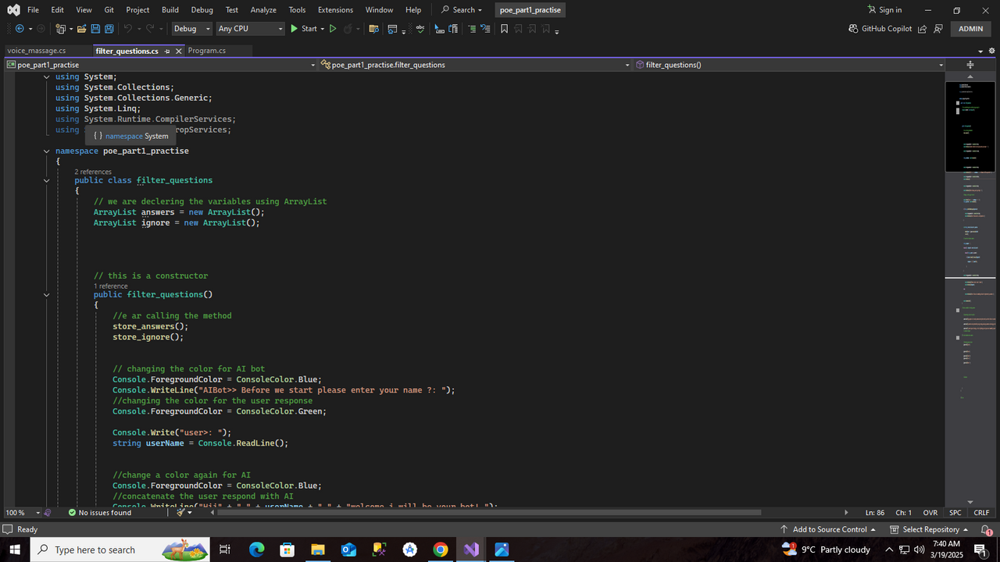 File Edit View Git Project Build Debug Test Analyze Tools Extensions Window Help Search poe_part1_practise Sign in
Debug Any CPU Start GitHub Copilot ADMIN
voice_massage.cs filter_questions.cs Program.cs
poe_part1_practise poe_part1_practise.filter_questions filter_questions()
using System;
using System.Collections;
using System.Collections.Generic;
using System.Linq;
using System.Runtime.CompilerServices;
using ropServices;
{ } namespace System
namespace poe_part1_practise
{
2 references
public class filter_questions
{
// we are declering the variables using ArrayList
ArrayList answers = new ArrayList();
ArrayList ignore = new ArrayList();
// this is a constructor
1 reference
public filter_questions()
{
//e ar calling the method
store_answers();
store_ignore();
// changing the color for AI bot
Console.ForegroundColor = ConsoleColor.Blue;
Console.WriteLine("AIBot>> Before we start please enter your name ?: ");
//changing the color for the user response
Console.ForegroundColor = ConsoleColor.Green;
Console.Write("user>: ");
string userName = Console.ReadLine();
//change a color again for AI
Console.ForegroundColor = ConsoleColor.Blue;
//concatenate the user respond with AI
Console.WriteLine("Hii" + " " + userName + " " + "welcome i will be your bot! ");
100 % No issues found Ln: 86 Ch: 1 OVR SPC CRLF
Ready Add to Source Control Select Repository 1
Type here to search 9°C Partly cloudy 7:40 AM
3/19/2025 1